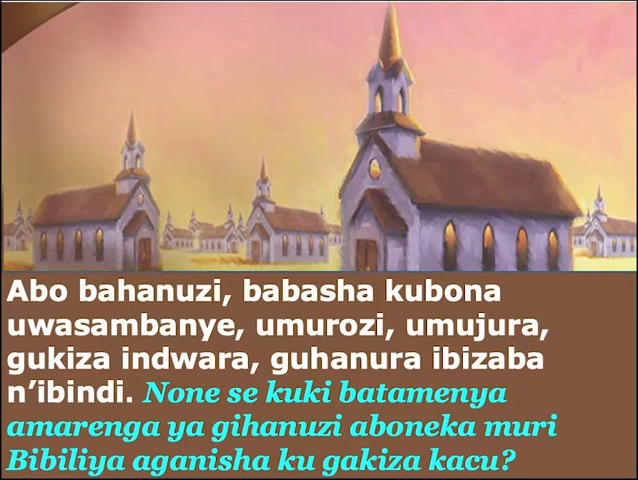 Abo bahanuzi, babasha kubona
uwasambanye, umurozi, umujura,
gukiza indwara, guhanura ibizaba
n’ibindi. None se kuki batamenya
amarenga ya gihanuzi aboneka muri
Bibiliya aganisha ku gakiza kacu?